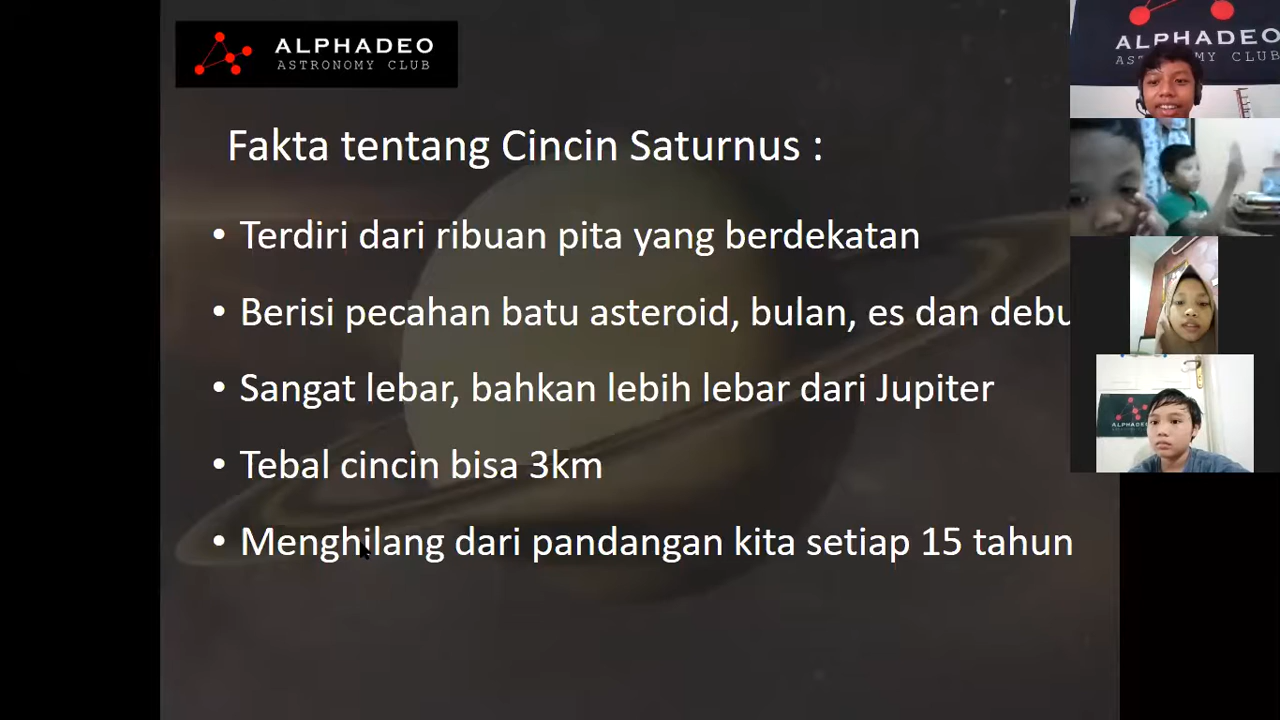 ALPHADEO
ASTRONOMY CLUB
Fakta tentang Cincin Saturnus :
• Terdiri dari ribuan pita yang berdekatan
• Berisi pecahan batu asteroid, bulan, es dan debu
• Sangat lebar, bahkan lebih lebar dari Jupiter
• Tebal cincin bisa 3km
• Menghilang dari pandangan kita setiap 15 tahun
ALPHADEO
CLUB
ALPHADEO